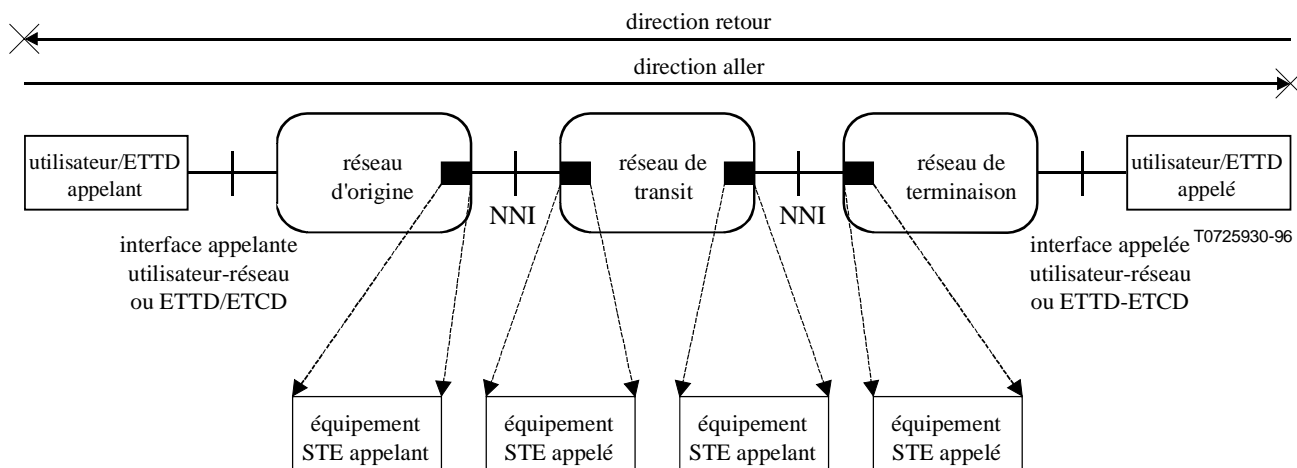 direction retour
direction aller
utilisateur/ETTD
appelant
réseau
d'origine
réseau de
transit
réseau de
terminaison
utilisateur/ETTD
appelé
NNI
NNI
interface appelante
utilisateur-réseau
ou ETTD/ETCD
interface appelée
utilisateur-réseau
ou ETTD-ETCD
T0725930-96
équipement
STE appelant
équipement
STE appelé
équipement
STE appelant
équipement
STE appelé